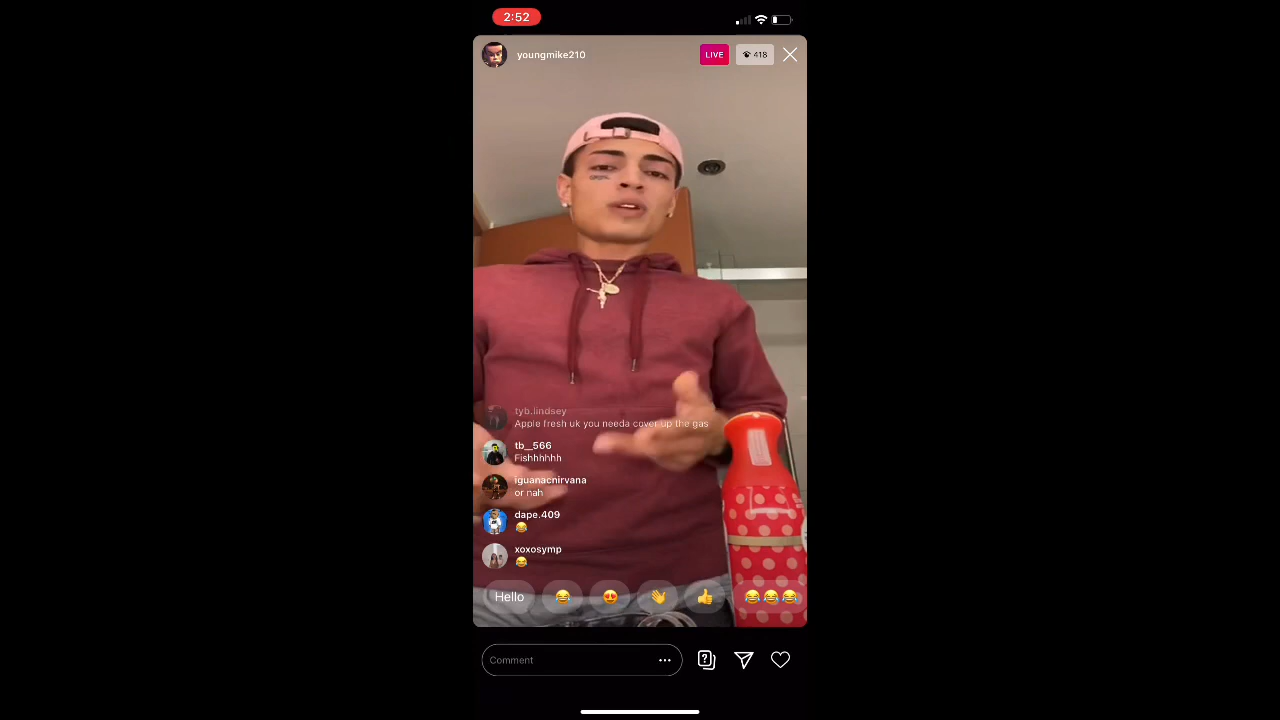 2:52
youngmike210
LIVE
418
tyb.lindsey
Apple fresh uk you needa cover up the gas
tb__566
Fishhhhhh
iguanacnirvana
or nah
dape.409
😂
xoxosymp
😂
Hello 😂 😍 👋 👍 😂😂😂
Comment